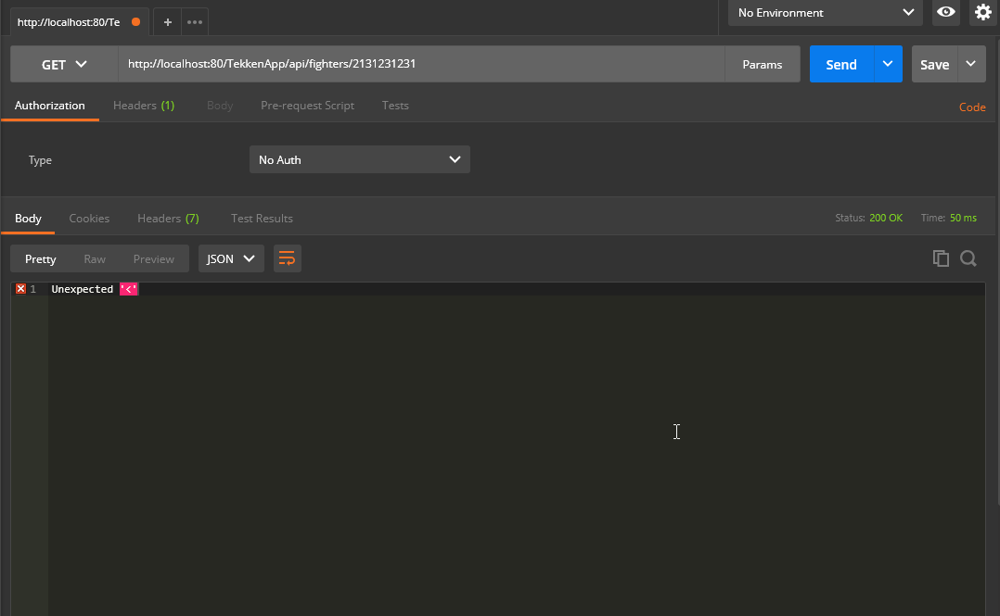 http://localhost:80/Te + ••• No Environment
GET http://localhost:80/TekkenApp/api/fighters/2131231231 Params Send Save
Authorization Headers (1) Body Pre-request Script Tests Code
Type No Auth
Body Cookies Headers (7) Test Results Status: 200 OK Time: 50 ms
Pretty Raw Preview JSON
1 Unexpected '<'